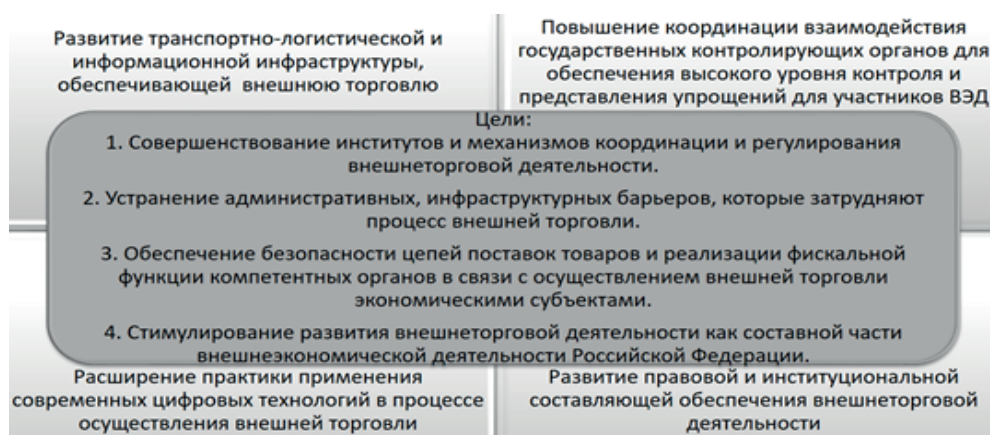 Развитие транспортно-логистической и
информационной инфраструктуры,
обеспечивающей внешнюю торговлю
Повышение координации взаимодействия
государственных контролирующих органов для
обеспечения высокого уровня контроля и
представления упрощений для участников ВЭД
Цели:
1. Совершенствование институтов и механизмов координации и регулирования
внешнеторговой деятельности.
2. Устранение административных, инфраструктурных барьеров, которые затрудняют
процесс внешней торговли.
3. Обеспечение безопасности цепей поставок товаров и реализации фискальной
функции компетентных органов в связи с осуществлением внешней торговли
экономическими субъектами.
4. Стимулирование развития внешнеторговой деятельности как составной части
внешнеэкономической деятельности Российской Федерации.
Расширение практики применения
современных цифровых технологий в процессе
осуществления внешней торговли
Развитие правовой и институциональной
составляющей обеспечения внешнеторговой
деятельности